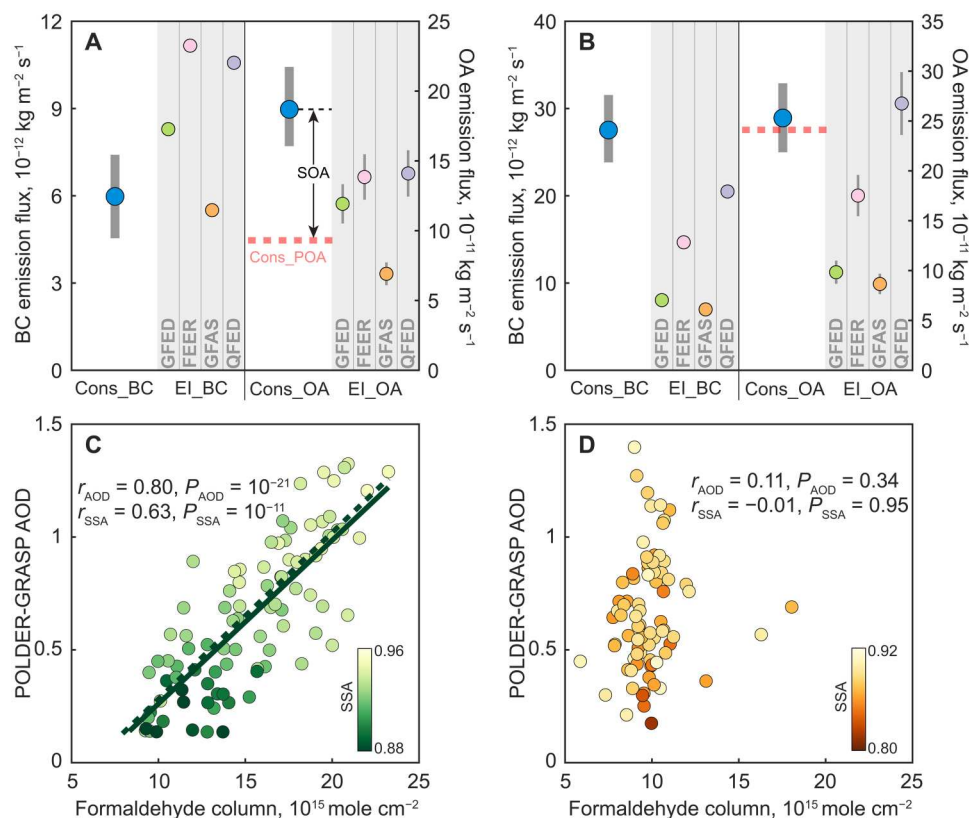 A
BC emission flux, 10⁻¹² kg m⁻² s⁻¹
12
9
6
3
0
OA emission flux, 10⁻¹¹ kg m⁻² s⁻¹
25
20
15
10
5
0
SOA
Cons_POA
GFED
FEER
GFAS
QFED
GFED
FEER
GFAS
QFED
Cons_BC
EI_BC
Cons_OA
EI_OA
B
BC emission flux, 10⁻¹² kg m⁻² s⁻¹
40
30
20
10
0
OA emission flux, 10⁻¹¹ kg m⁻² s⁻¹
35
30
25
20
15
10
5
0
GFED
FEER
GFAS
QFED
GFED
FEER
GFAS
QFED
Cons_BC
EI_BC
Cons_OA
EI_OA
C
POLDER-GRASP AOD
1.5
1
0.5
0
r_AOD = 0.80, P_AOD = 10⁻²¹
r_SSA = 0.63, P_SSA = 10⁻¹¹
0.96
SSA
0.88
5
10
15
20
25
Formaldehyde column, 10¹⁵ mole cm⁻²
D
POLDER-GRASP AOD
1.5
1
0.5
0
r_AOD = 0.11, P_AOD = 0.34
r_SSA = −0.01, P_SSA = 0.95
0.92
SSA
0.80
5
10
15
20
25
Formaldehyde column, 10¹⁵ mole cm⁻²